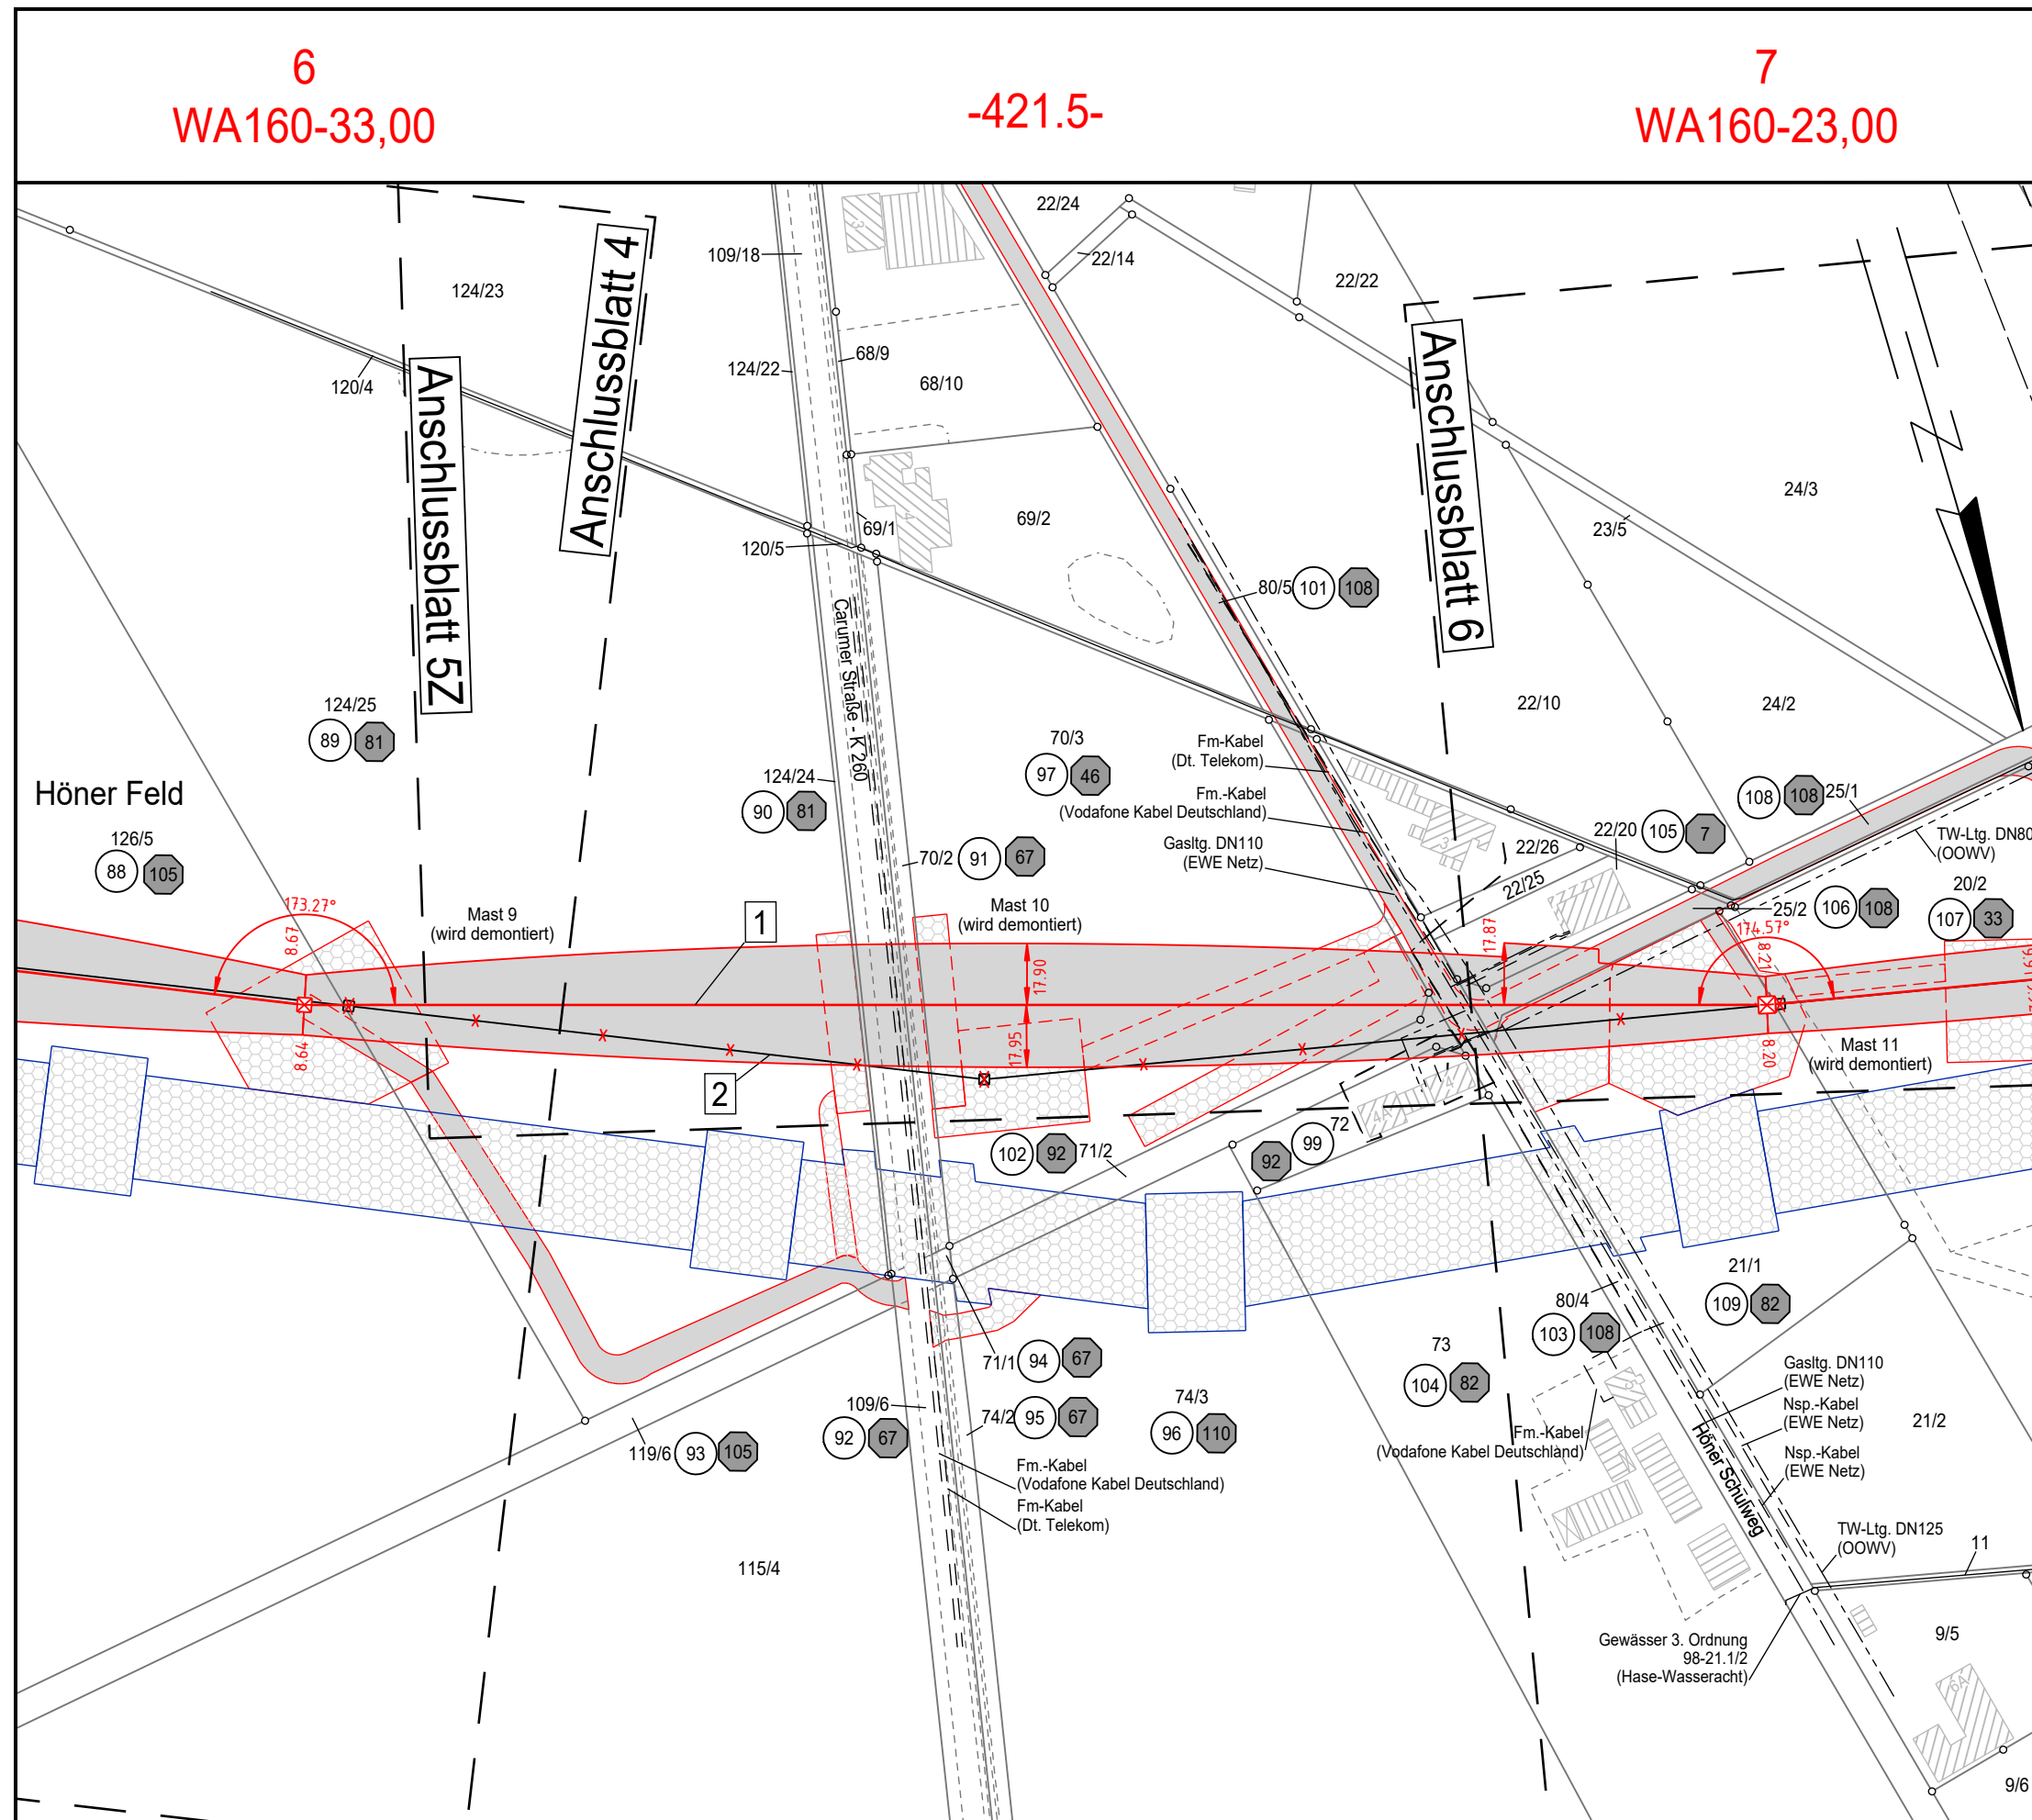 6
WA160-33,00
-421.5-
7
WA160-23,00
22/24
22/14
22/22
109/18
124/23
Anschlussblatt 4
Anschlussblatt 5Z
Anschlussblatt 6
120/4
124/22
68/9
68/10
3
4
69/1
69/2
120/5
24/3
23/5
80/5 101 108
Carumer Straße - K 260
124/25
89 81
22/10
24/2
70/3
97 46
Fm-Kabel
(Dt. Telekom)
Fm.-Kabel
(Vodafone Kabel Deutschland)
Gasltg. DN110
(EWE Netz)
124/24
90 81
Höner Feld
126/5
88 105
108 108 25/1
22/20 105 7
TW-Ltg. DN80
(OOWV)
3
22/26
22/25
70/2 91 67
20/2
107 33
25/2 106 108
173.27°
8.67
8.64
Mast 9
(wird demontiert)
1
Mast 10
(wird demontiert)
17.90
17.95
17.87
174.57°
8.21
8.20
Mast 11
(wird demontiert)
2
4
72
92 99
102 92 71/2
21/1
109 82
80/4
103 108
73
104 82
71/1 94 67
74/3
96 110
109/6
92 67
74/2 95 67
119/6 93 105
Fm.-Kabel
(Vodafone Kabel Deutschland)
Fm-Kabel
(Dt. Telekom)
Fm.-Kabel
(Vodafone Kabel Deutschland)
Gasltg. DN110
(EWE Netz)
Nsp.-Kabel
(EWE Netz)
Nsp.-Kabel
(EWE Netz)
21/2
Höner Schulweg
TW-Ltg. DN125
(OOWV)
11
115/4
Gewässer 3. Ordnung
98-21.1/2
(Hase-Wasseracht)
9/5
6A
9/6